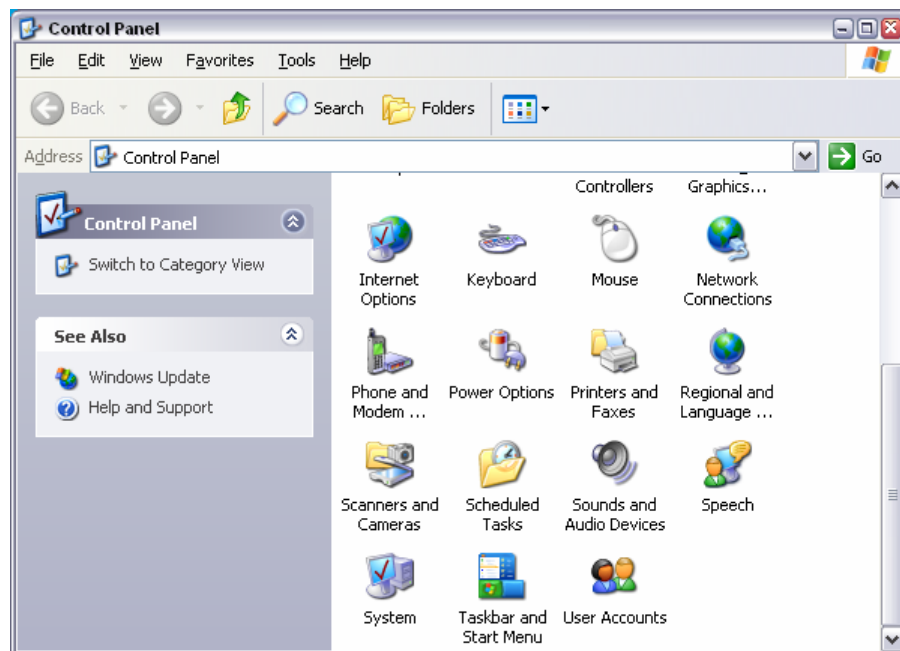 Control Panel
File Edit View Favorites Tools Help
Back Search Folders
Address Control Panel Go
Control Panel
Switch to Category View
See Also
Windows Update
Help and Support
Controllers Graphics...
Internet Options
Keyboard
Mouse
Network Connections
Phone and Modem ...
Power Options
Printers and Faxes
Regional and Language ...
Scanners and Cameras
Scheduled Tasks
Sounds and Audio Devices
Speech
System
Taskbar and Start Menu
User Accounts